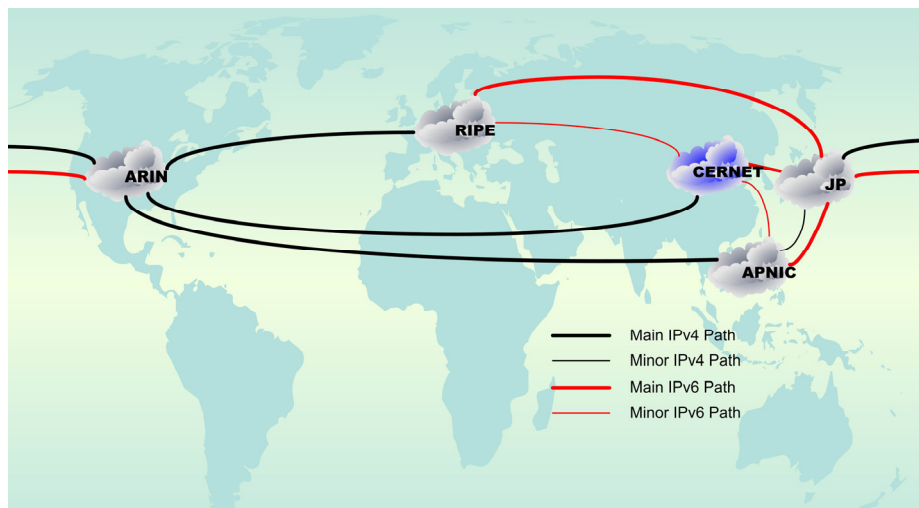 RIPE
ARIN
CERNET
JP
APNIC
Main IPv4 Path
Minor IPv4 Path
Main IPv6 Path
Minor IPv6 Path